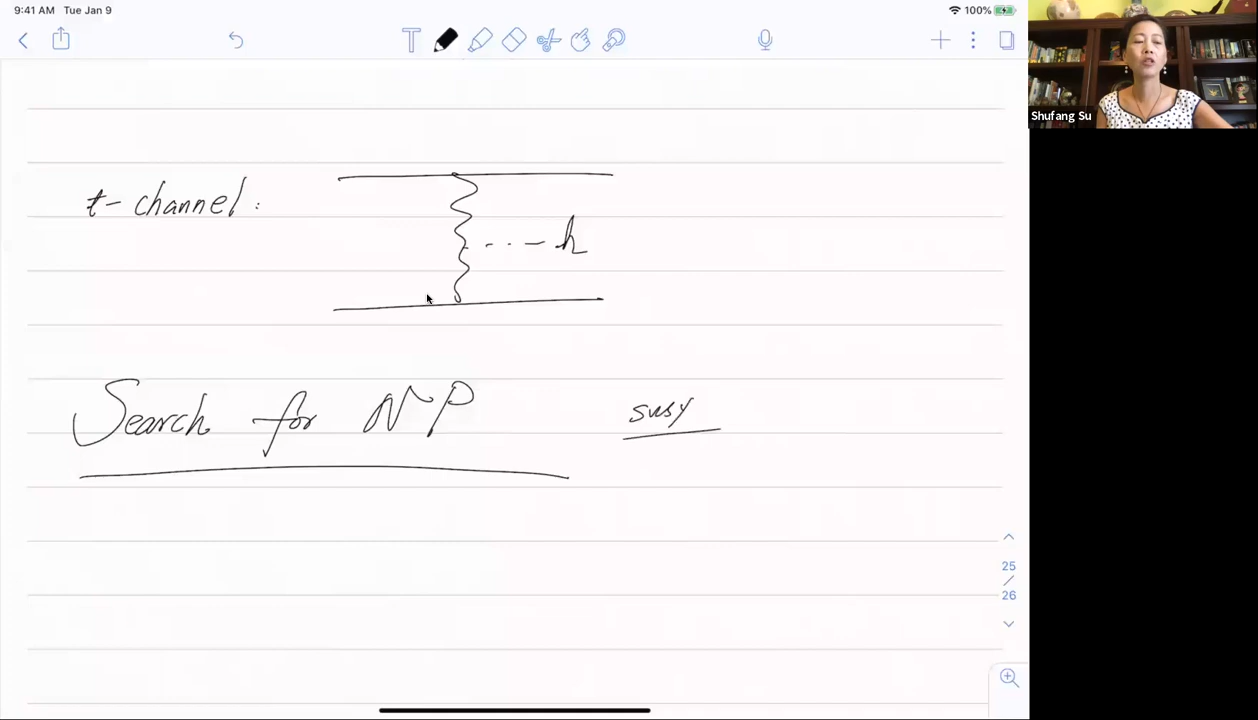 9:41 AM Tue Jan 9
100%
Shufang Su
t- channel :
h
Search for NP
susy
25
/
26